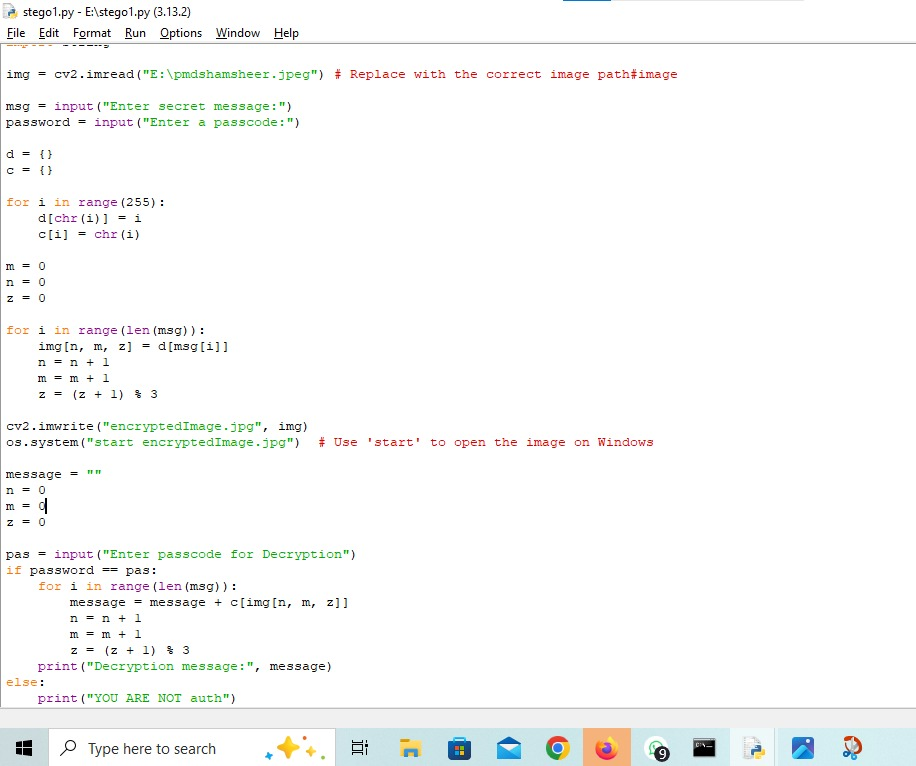 stego1.py - E:\stego1.py (3.13.2)
File Edit Format Run Options Window Help
img = cv2.imread("E:\pmdshamsheer.jpeg") # Replace with the correct image path#image
msg = input("Enter secret message:")
password = input("Enter a passcode:")
d = {}
c = {}
for i in range(255):
    d[chr(i)] = i
    c[i] = chr(i)
m = 0
n = 0
z = 0
for i in range(len(msg)):
    img[n, m, z] = d[msg[i]]
    n = n + 1
    m = m + 1
    z = (z + 1) % 3
cv2.imwrite("encryptedImage.jpg", img)
os.system("start encryptedImage.jpg")  # Use 'start' to open the image on Windows
message = ""
n = 0
m = 0
z = 0
pas = input("Enter passcode for Decryption")
if password == pas:
    for i in range(len(msg)):
        message = message + c[img[n, m, z]]
        n = n + 1
        m = m + 1
        z = (z + 1) % 3
    print("Decryption message:", message)
else:
    print("YOU ARE NOT auth")
Type here to search
9